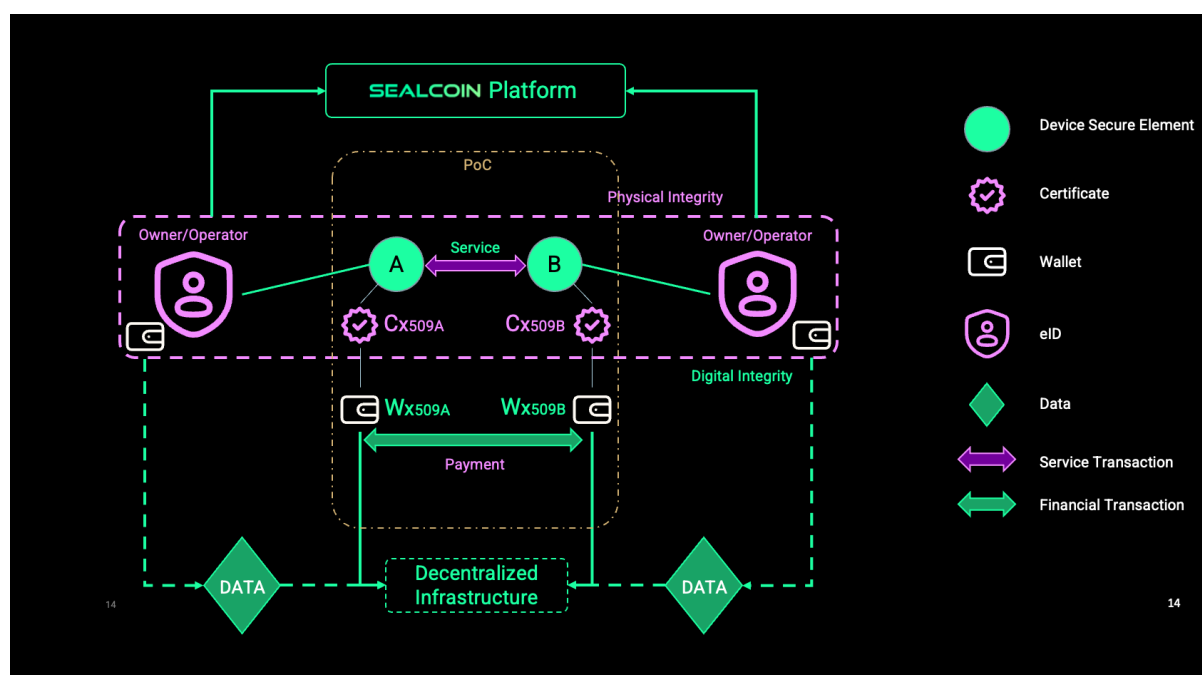 SEALCOIN Platform
PoC
Physical Integrity
Owner/Operator
Owner/Operator
Service
A
B
Cx509A
Cx509B
Digital Integrity
Wx509A
Wx509B
Payment
DATA
Decentralized
Infrastructure
DATA
14
Device Secure Element
Certificate
Wallet
eID
Data
Service Transaction
Financial Transaction
14